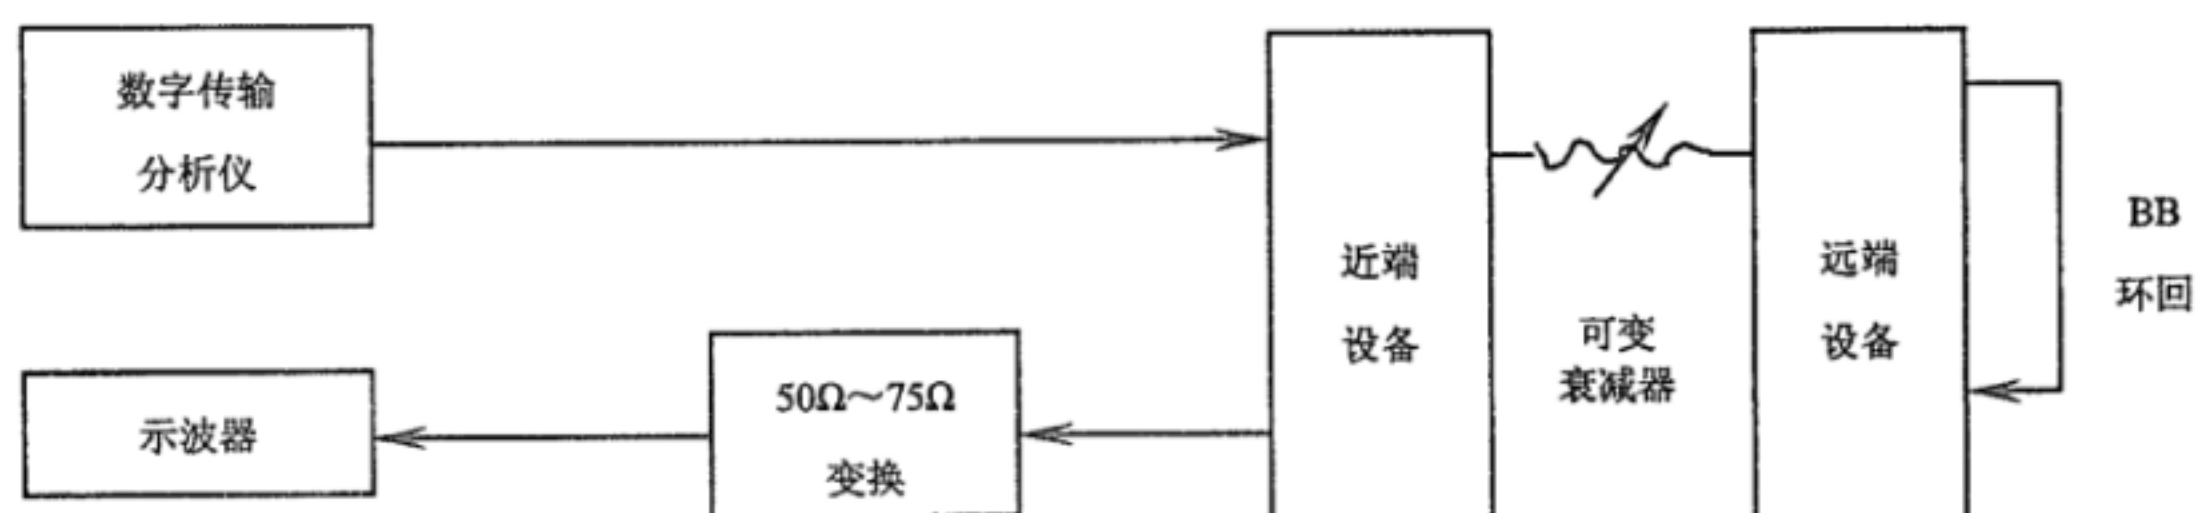 数字传输
分析仪
近端
设备
可变
衰减器
远端
设备
BB
环回
示波器
50Ω～75Ω
变换